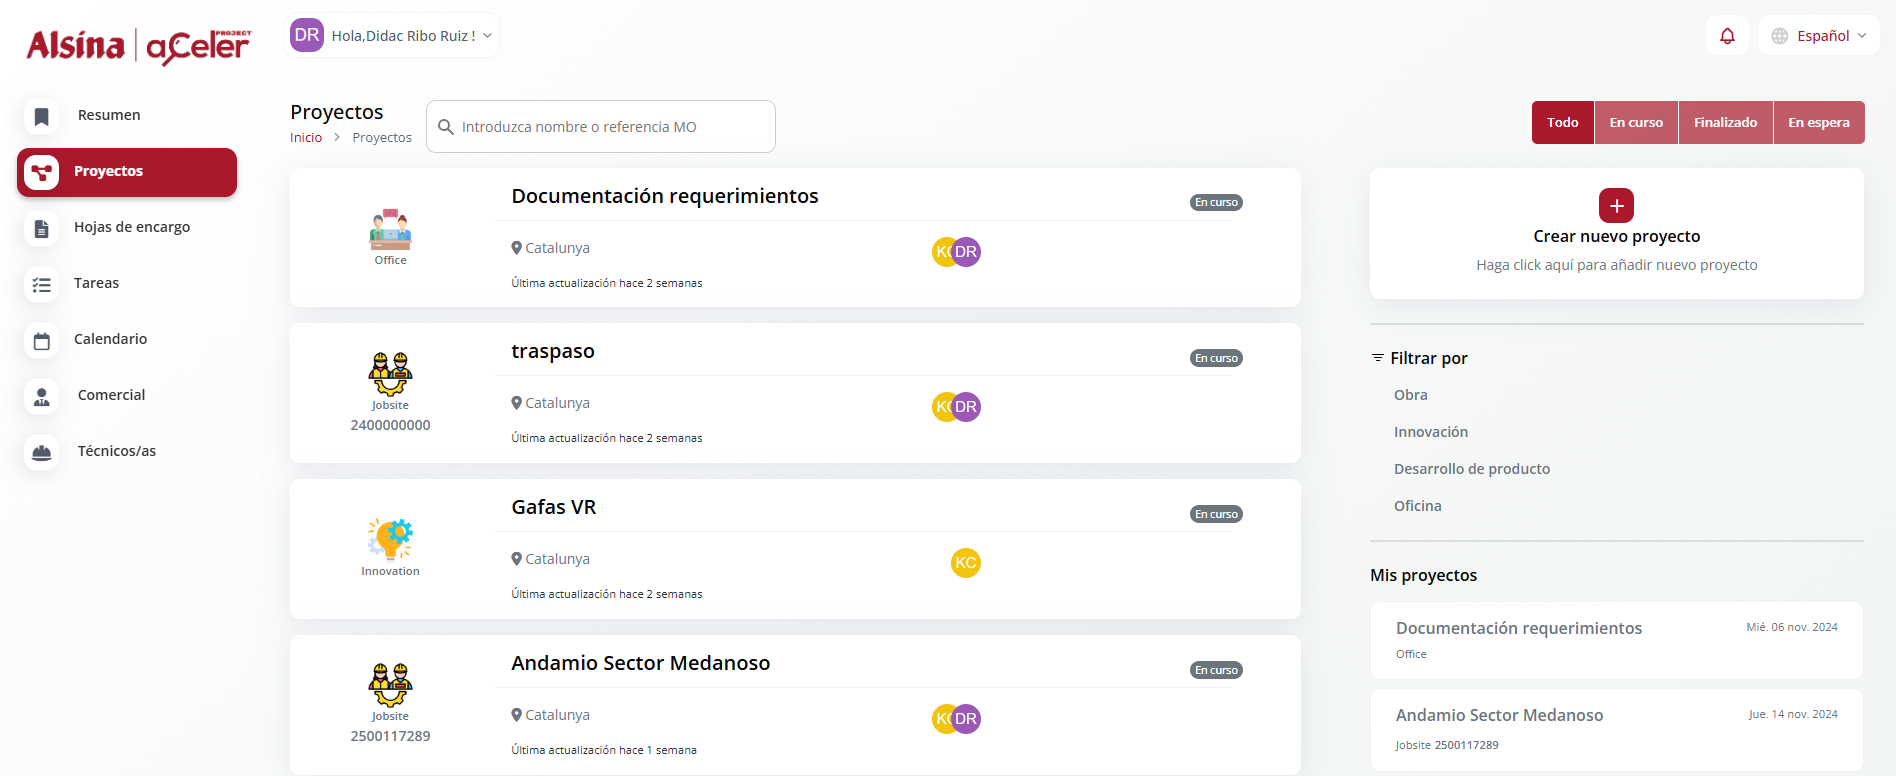 Alsina | aCeler PROJECT
DR Hola,Didac Ribo Ruiz !
Español
Resumen
Proyectos
Hojas de encargo
Tareas
Calendario
Comercial
Técnicos/as
Proyectos
Inicio > Proyectos
Introduzca nombre o referencia MO
Todo En curso Finalizado En espera
Office
Documentación requerimientos
En curso
Catalunya
KC DR
Última actualización hace 2 semanas
Jobsite
2400000000
traspaso
En curso
Catalunya
KC DR
Última actualización hace 2 semanas
Innovation
Gafas VR
En curso
Catalunya
KC
Última actualización hace 2 semanas
Jobsite
2500117289
Andamio Sector Medanoso
En curso
Catalunya
KC DR
Última actualización hace 1 semana
Crear nuevo proyecto
Haga click aquí para añadir nuevo proyecto
Filtrar por
Obra
Innovación
Desarrollo de producto
Oficina
Mis proyectos
Documentación requerimientos Mié. 06 nov. 2024
Office
Andamio Sector Medanoso Jue. 14 nov. 2024
Jobsite 2500117289